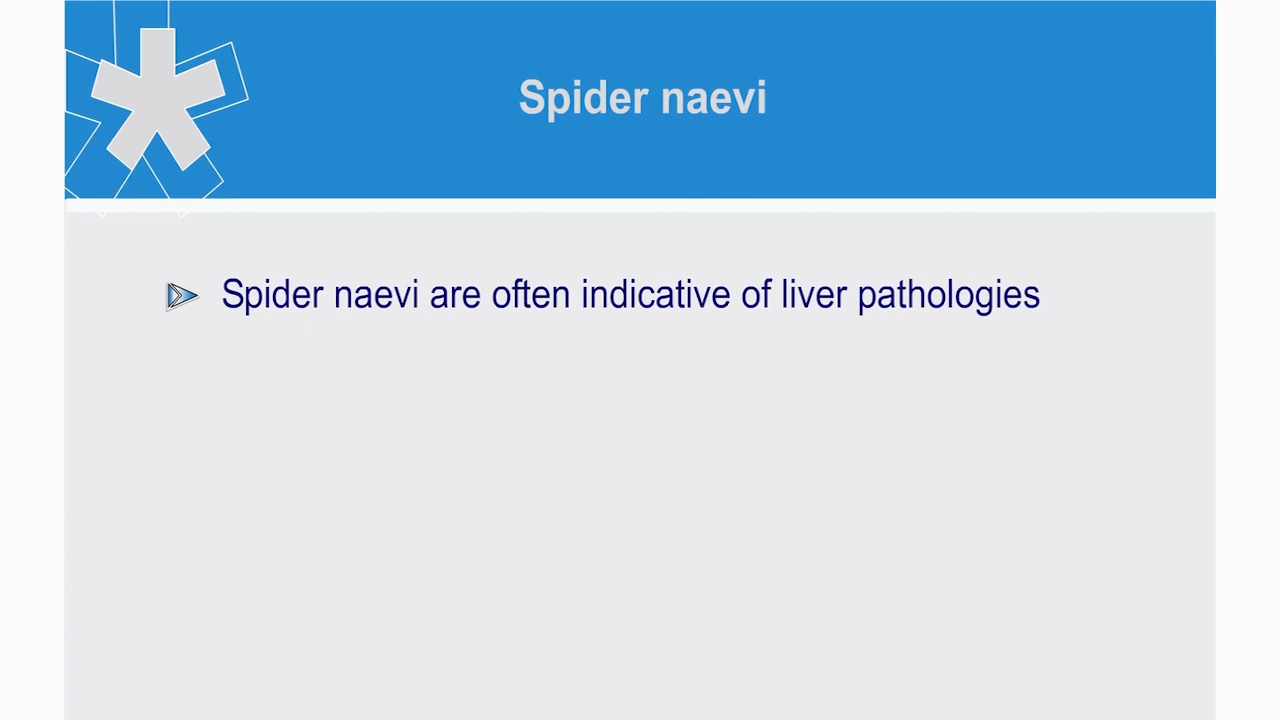 Spider naevi
Spider naevi are often indicative of liver pathologies